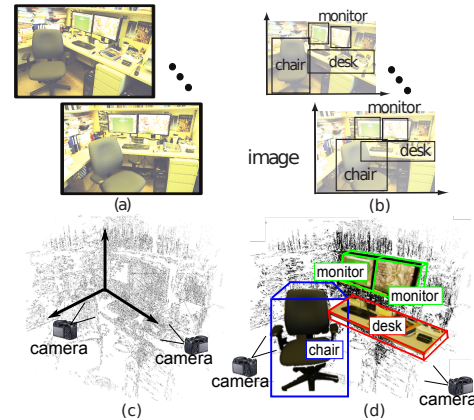 monitor
chair
desk
monitor
image
desk
chair
(a)
(b)
camera
camera
(c)
monitor
monitor
desk
chair
camera
camera
(d)